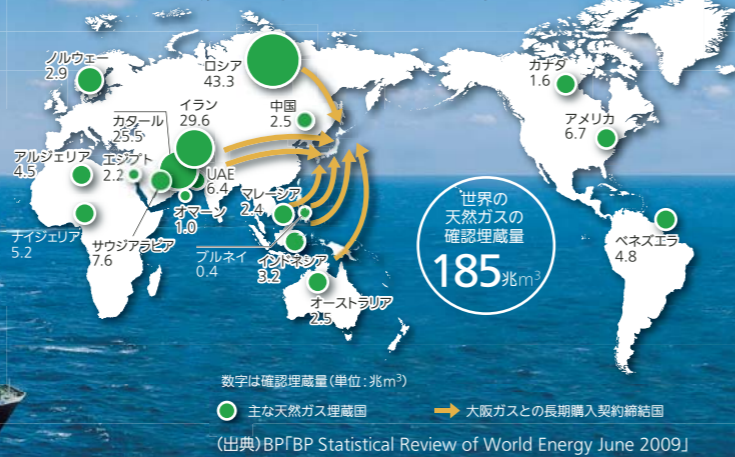 ノルウェー
2.9
ロシア
43.3
カナダ
1.6
イラン
29.6
中国
2.5
カタール
25.5
アメリカ
6.7
アルジェリア
4.5
エジプト
2.2
UAE
6.4
マレーシア
2.4
オマーン
1.0
ナイジェリア
5.2
サウジアラビア
7.6
ブルネイ
0.4
インドネシア
3.2
オーストラリア
2.5
世界の
天然ガスの
確認埋蔵量
185兆m³
ベネズエラ
4.8
数字は確認埋蔵量(単位:兆m³)
主な天然ガス埋蔵国
大阪ガスとの長期購入契約締結国
(出典)BP「BP Statistical Review of World Energy June 2009」